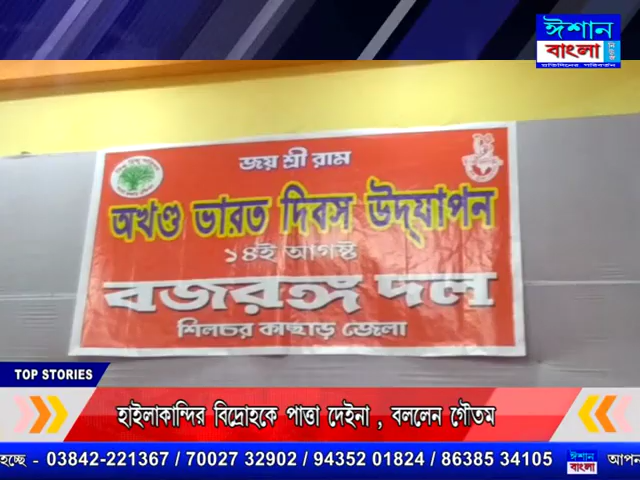 ঈশান
বাংলা
জয় শ্রী রাম
অখণ্ড ভারত দিবস উদ্‌যাপন
১৪ই আগষ্ট
বজরঙ্গ দল
শিলচর কাছাড় জেলা
TOP STORIES
হাইলাকান্দির বিদ্রোহকে পাত্তা দেইনা , বললেন গৌতম
হচ্ছে - 03842-221367 / 70027 32902 / 94352 01824 / 86385 34105 ঈশান বাংলা আপন